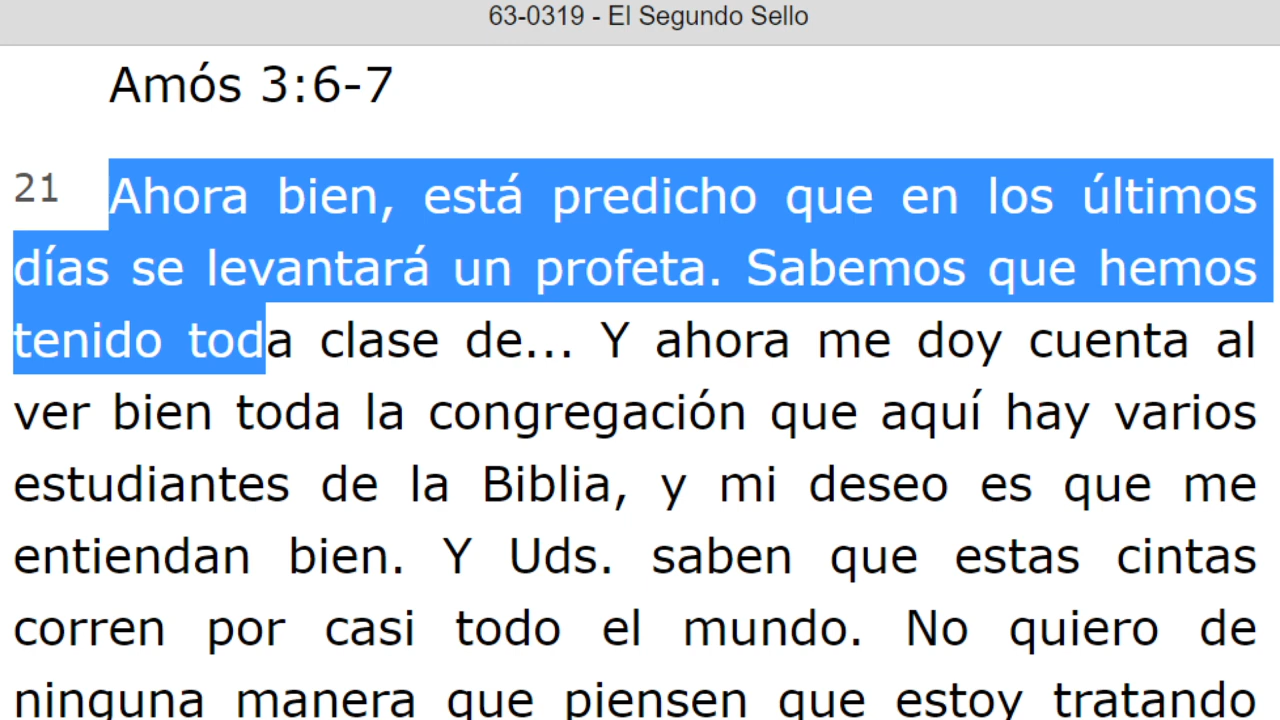 63-0319 - El Segundo Sello
Amós 3:6-7
21 Ahora bien, está predicho que en los últimos
días se levantará un profeta. Sabemos que hemos
tenido toda clase de... Y ahora me doy cuenta al
ver bien toda la congregación que aquí hay varios
estudiantes de la Biblia, y mi deseo es que me
entiendan bien. Y Uds. saben que estas cintas
corren por casi todo el mundo. No quiero de
ninguna manera que piensen que estoy tratando